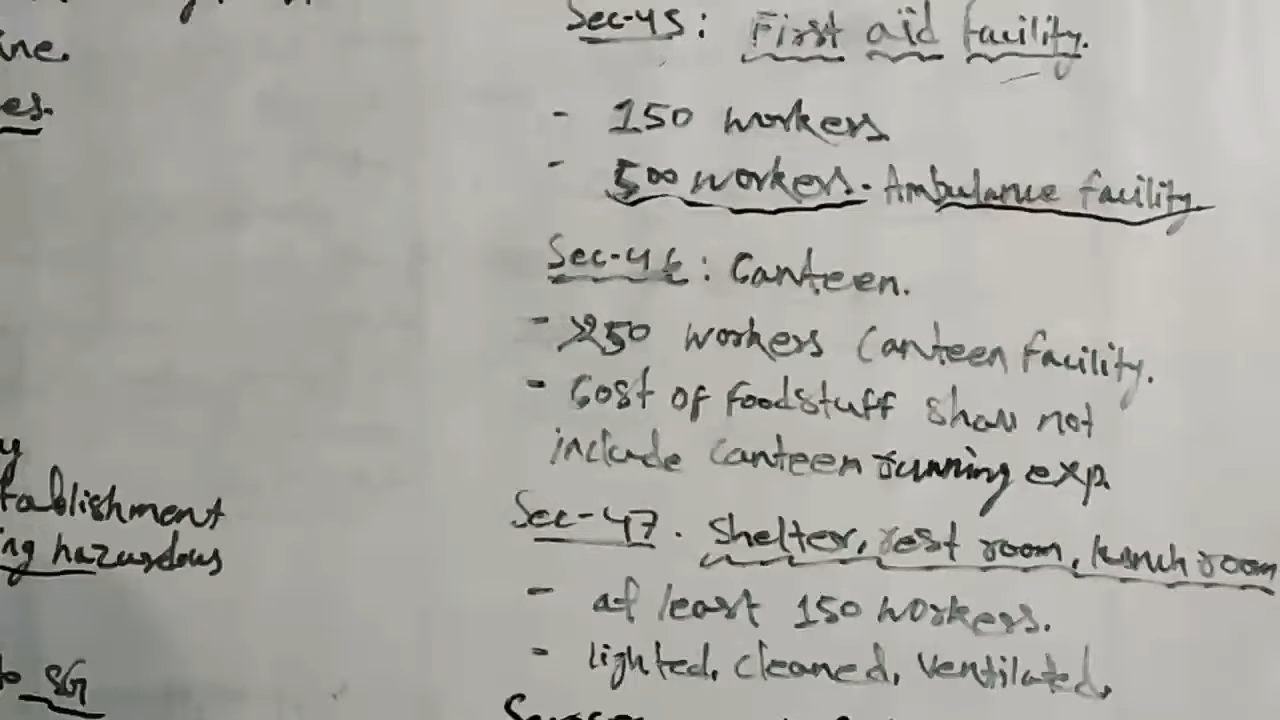 ine.
es.
y
tablishment
ing hazardous
to SG
Sec-45: First aid facility.
- 150 workers
- 500 workers. Ambulance facility.
Sec-46: Canteen.
- >250 workers Canteen facility.
- Cost of foodstuff shall not
include canteen running exp.
Sec-47. Shelter, rest room, lunch room
- at least 150 workers.
- lighted, cleaned, ventilated,